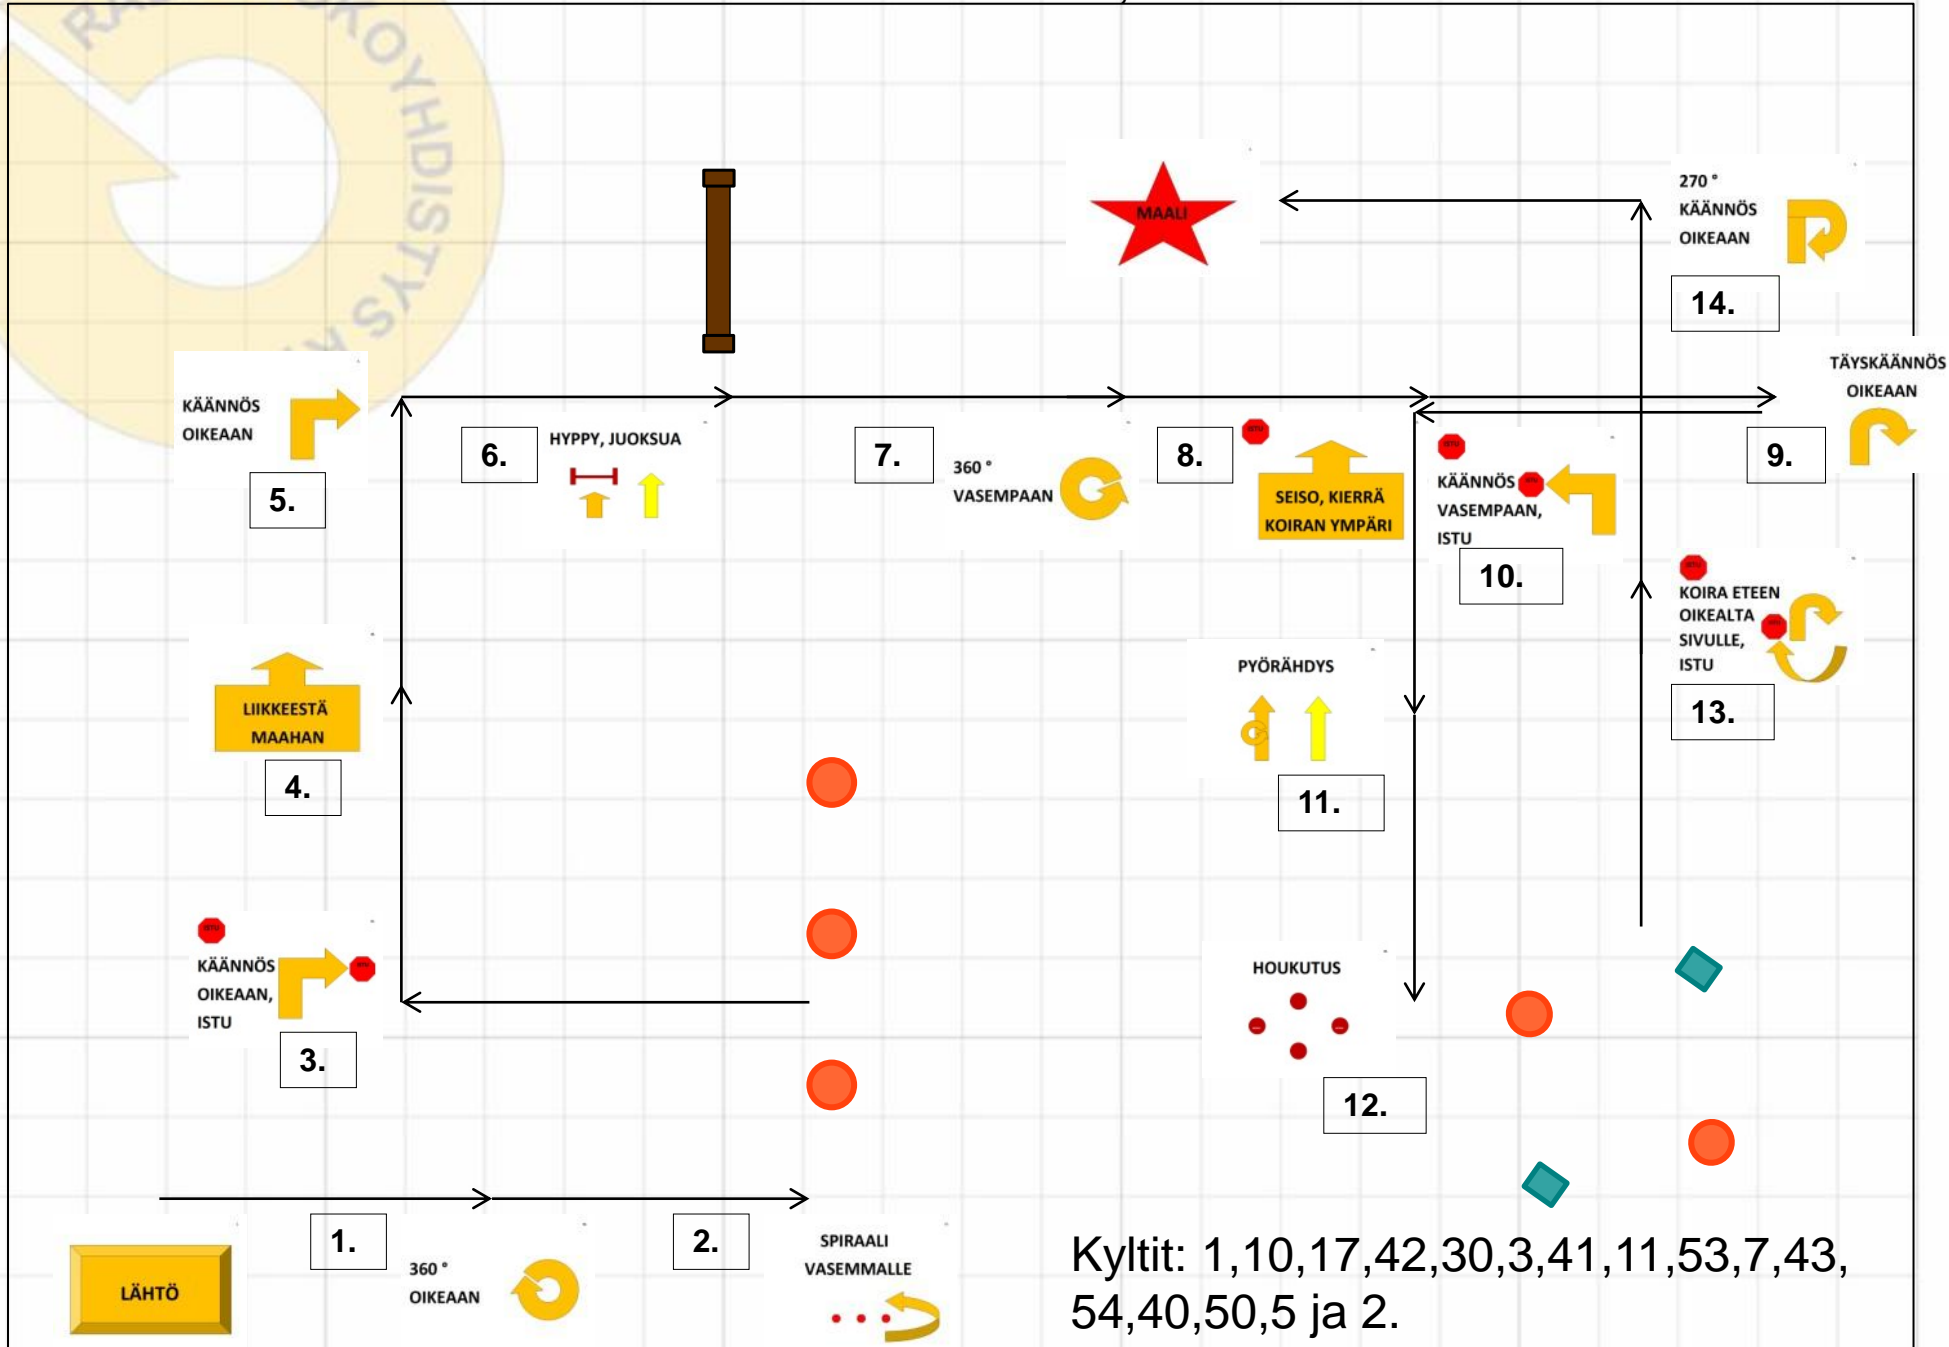 270 °
KÄÄNNÖS
OIKEAAN
MAALI
14.
TÄYSKÄÄNNÖS
OIKEAAN
9.
KÄÄNNÖS
OIKEAAN
5.
6.
HYPPY, JUOKSUA
7.
360 °
VASEMPAAN
8.
SEISO, KIERRÄ
KOIRAN YMPÄRI
ISTU
KÄÄNNÖS
VASEMPAAN,
ISTU
10.
KOIRA ETEEN
OIKEALTA
SIVULLE,
ISTU
13.
LIIKKEESTÄ
MAAHAN
4.
PYÖRÄHDYS
11.
ISTU
KÄÄNNÖS
OIKEAAN,
ISTU
3.
HOUKUTUS
12.
LÄHTÖ
1.
360 °
OIKEAAN
2.
SPIRAALI
VASEMMALLE
Kyltit: 1,10,17,42,30,3,41,11,53,7,43,
54,40,50,5 ja 2.